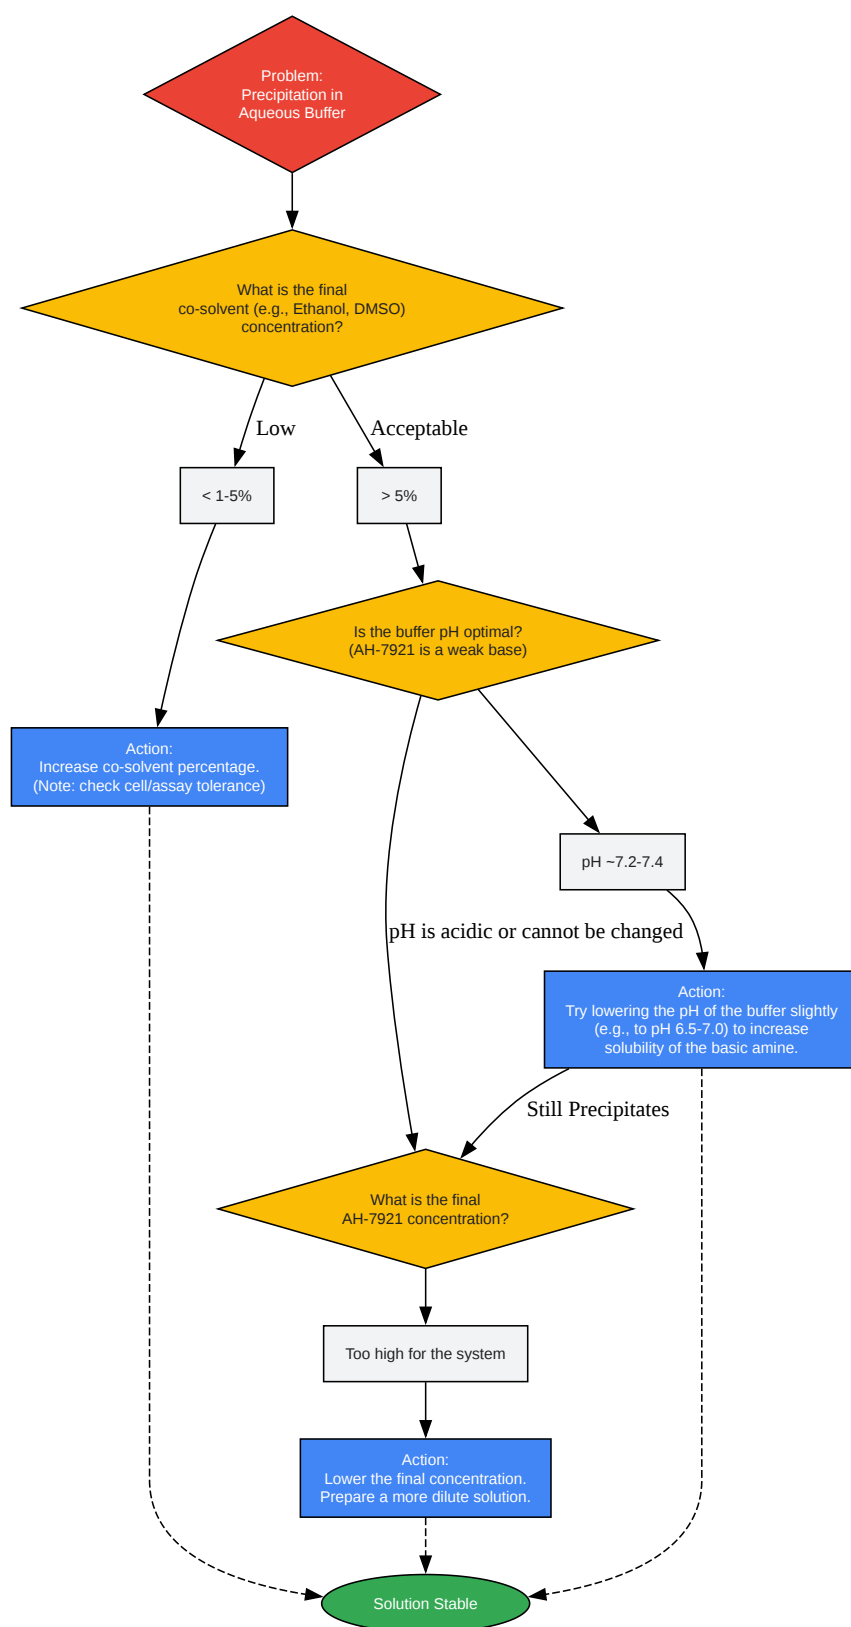 Problem:
Precipitation in
Aqueous Buffer
What is the final
co-solvent (e.g., Ethanol, DMSO)
concentration?
Low
Acceptable
< 1-5%
> 5%
Is the buffer pH optimal?
(AH-7921 is a weak base)
Action:
Increase co-solvent percentage.
(Note: check cell/assay tolerance)
pH ~7.2-7.4
pH is acidic or cannot be changed
Action:
Try lowering the pH of the buffer slightly
(e.g., to pH 6.5-7.0) to increase
solubility of the basic amine.
Still Precipitates
What is the final
AH-7921 concentration?
Too high for the system
Action:
Lower the final concentration.
Prepare a more dilute solution.
Solution Stable